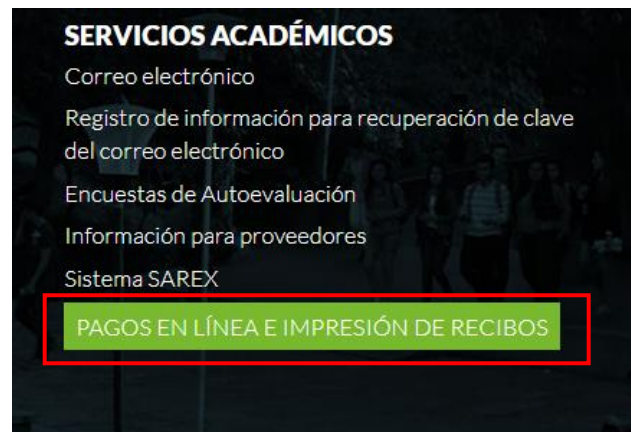 SERVICIOS ACADÉMICOS
Correo electrónico
Registro de información para recuperación de clave
del correo electrónico
Encuestas de Autoevaluación
Información para proveedores
Sistema SAREX
PAGOS EN LÍNEA E IMPRESIÓN DE RECIBOS